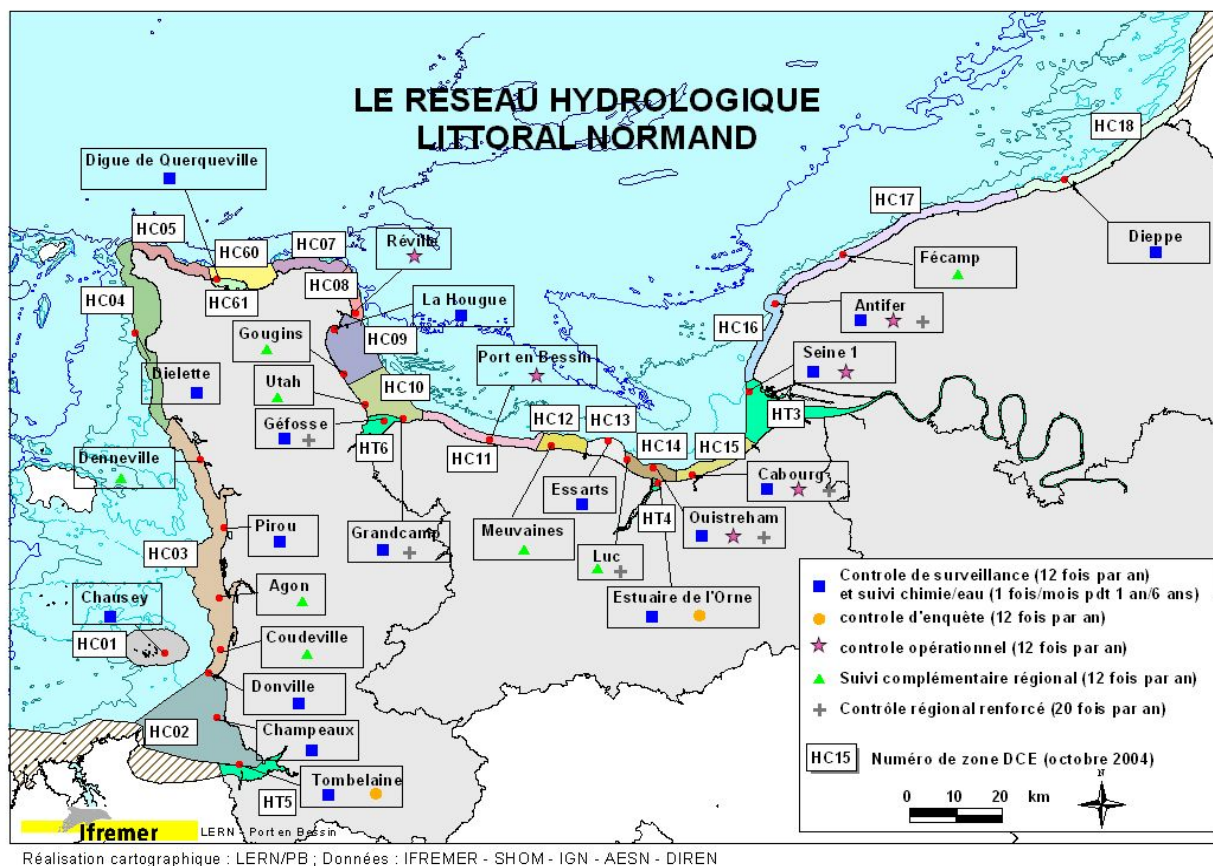 LE RESEAU HYDROLOGIQUE
LITTORAL NORMAND
Digue de Querqueville
HC18
HC17
HC05
HC60
HC07
Réville
Dieppe
Fécamp
HC61
HC08
HC04
La Hougue
Antifer
HC16
Gougins
HC09
Port en Bessin
Seine 1
Dielette
Utah
HC10
HT3
Géfosse
HC12
HC13
HT6
HC14
HC15
HC11
Denneville
Cabourg
Essarts
Pirou
Grandcamp
Meuvaines
HT4
Ouistreham
HC03
Luc
Agon
Chausey
Estuaire de l'Orne
HC01
Coudeville
Donville
HC02
Champeaux
Tombelaine
HT5
Controle de surveillance (12 fois par an)
et suivi chimie/eau (1 fois/mois pdt 1 an/6 ans)
controle d'enquête (12 fois par an)
controle opérationnel (12 fois par an)
Suivi complémentaire régional (12 fois par an)
Contrôle régional renforcé (20 fois par an)
HC15 Numéro de zone DCE (octobre 2004)
0 10 20 km
N
Ifremer LERN - Port en Bessin
Réalisation cartographique : LERN/PB ; Données : IFREMER - SHOM - IGN - AESN - DIREN